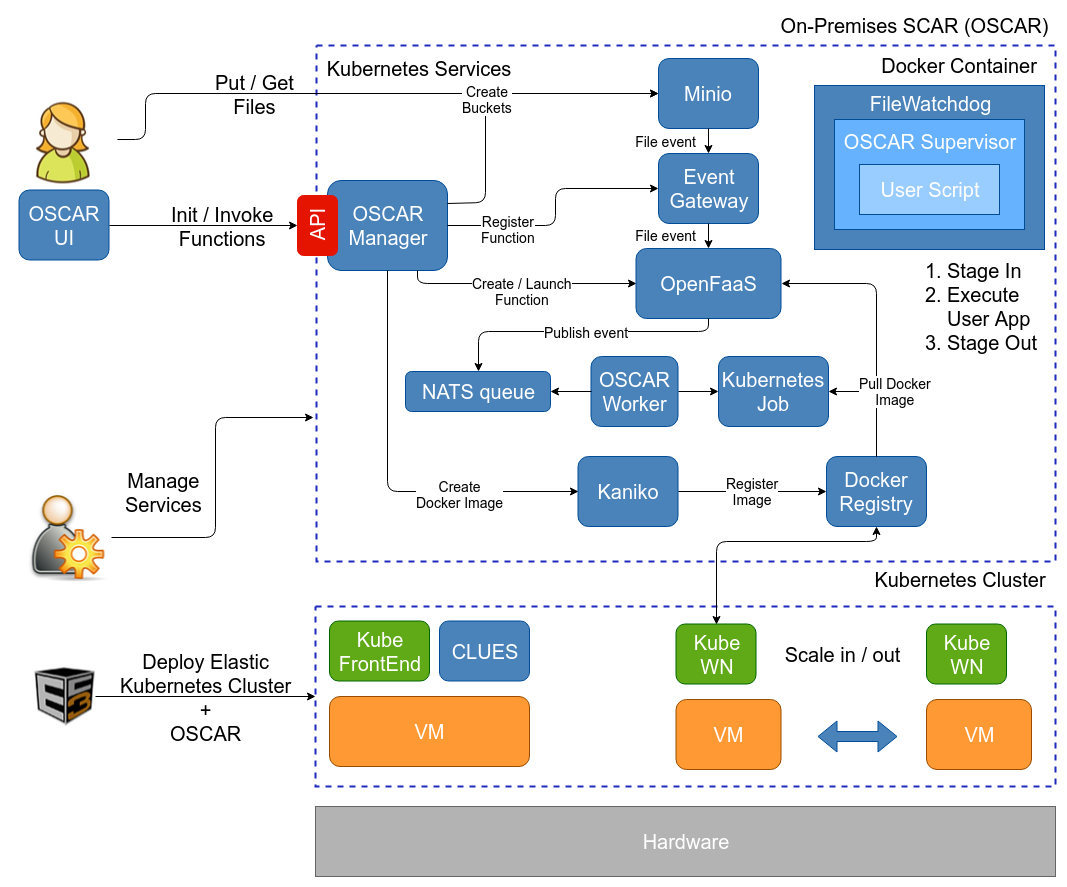 On-Premises SCAR (OSCAR)
Kubernetes Services
Docker Container
Put / Get
Files
Create
Buckets
Minio
FileWatchdog
OSCAR Supervisor
User Script
File event
Event
Gateway
OSCAR
UI
Init / Invoke
Functions
API
OSCAR
Manager
Register
Function
File event
Create / Launch
Function
OpenFaaS
1. Stage In
2. Execute
User App
3. Stage Out
Publish event
NATS queue
OSCAR
Worker
Kubernetes
Job
Pull Docker
Image
Manage
Services
Create
Docker Image
Kaniko
Register
Image
Docker
Registry
Kubernetes Cluster
Kube
FrontEnd
CLUES
Kube
WN
Scale in / out
Kube
WN
EC3
Deploy Elastic
Kubernetes Cluster
+
OSCAR
VM
VM
VM
Hardware